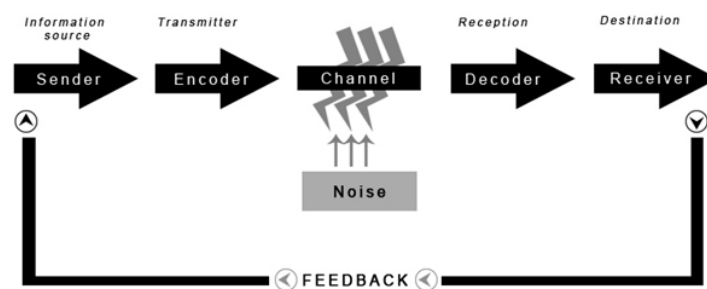 Information
source
Transmitter
Reception
Destination
Sender
Encoder
Channel
Decoder
Receiver
Noise
FEEDBACK